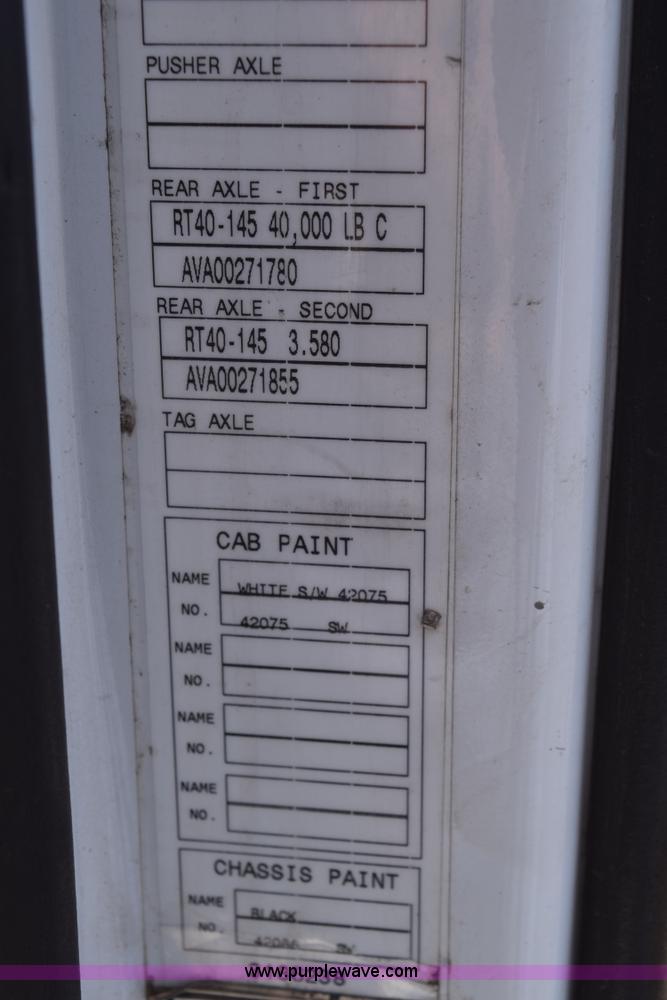 PUSHER AXLE
REAR AXLE - FIRST
RT40-145 40,000 LB C
AVA00271780
REAR AXLE - SECOND
RT40-145 3.580
AVA00271855
TAG AXLE
CAB PAINT
NAME WHITE S/W 42075
NO. 42075 SW
NAME
NO.
NAME
NO.
NAME
NO.
CHASSIS PAINT
NAME BLACK
NO. SW
www.purplewave.com